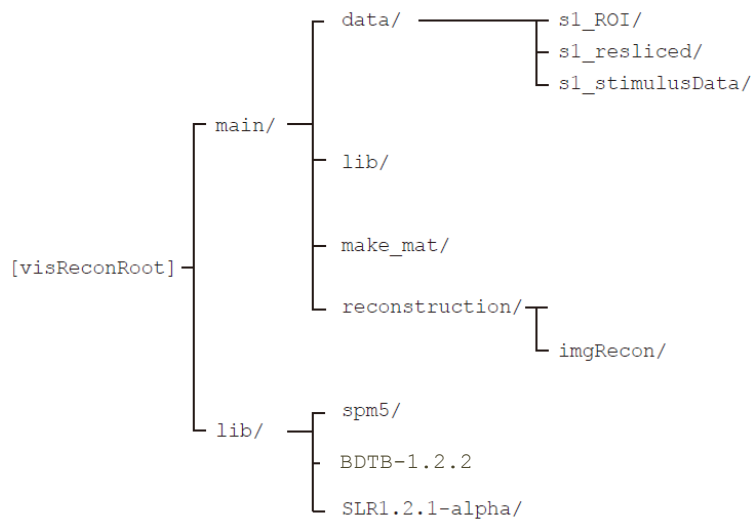 data/
s1_ROI/
s1_resliced/
s1_stimulusData/
main/
lib/
make_mat/
[visReconRoot]
reconstruction/
imgRecon/
spm5/
lib/
BDTB-1.2.2
SLR1.2.1-alpha/